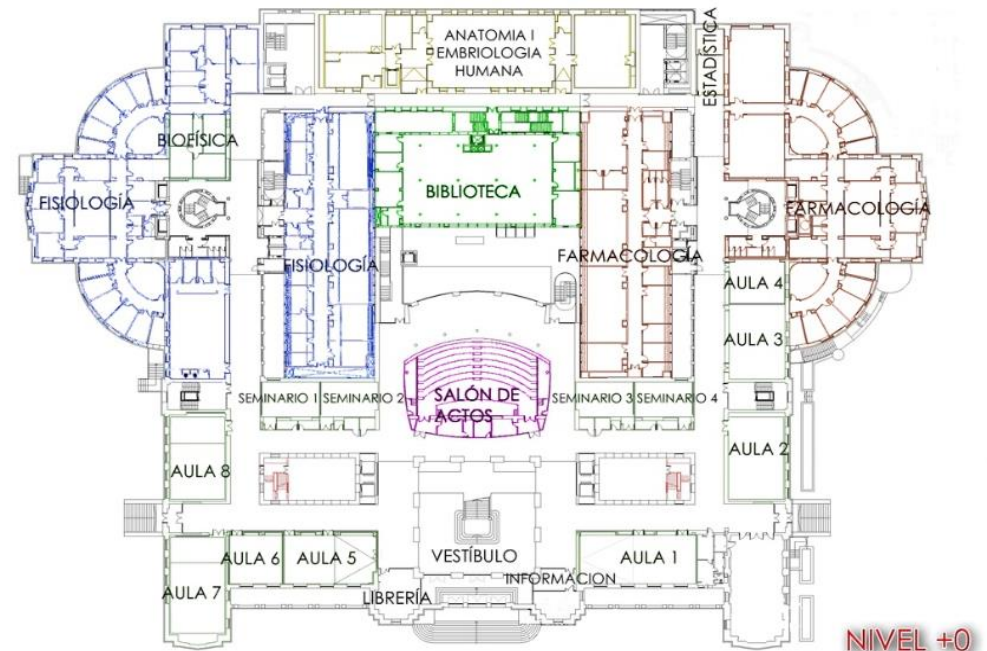 ANATOMIA I
EMBRIOLOGIA
HUMANA
ESTADÍSTICA
BIOFÍSICA
BIBLIOTECA
FISIOLOGÍA
FARMACOLOGÍA
FISIOLOGÍA
FARMACOLOGÍA
AULA 4
AULA 3
SEMINARIO 1
SEMINARIO 2
SALÓN DE
ACTOS
SEMINARIO 3
SEMINARIO 4
AULA 8
AULA 2
AULA 6
AULA 5
VESTÍBULO
AULA 1
INFORMACION
AULA 7
LIBRERÍA
NIVEL +0